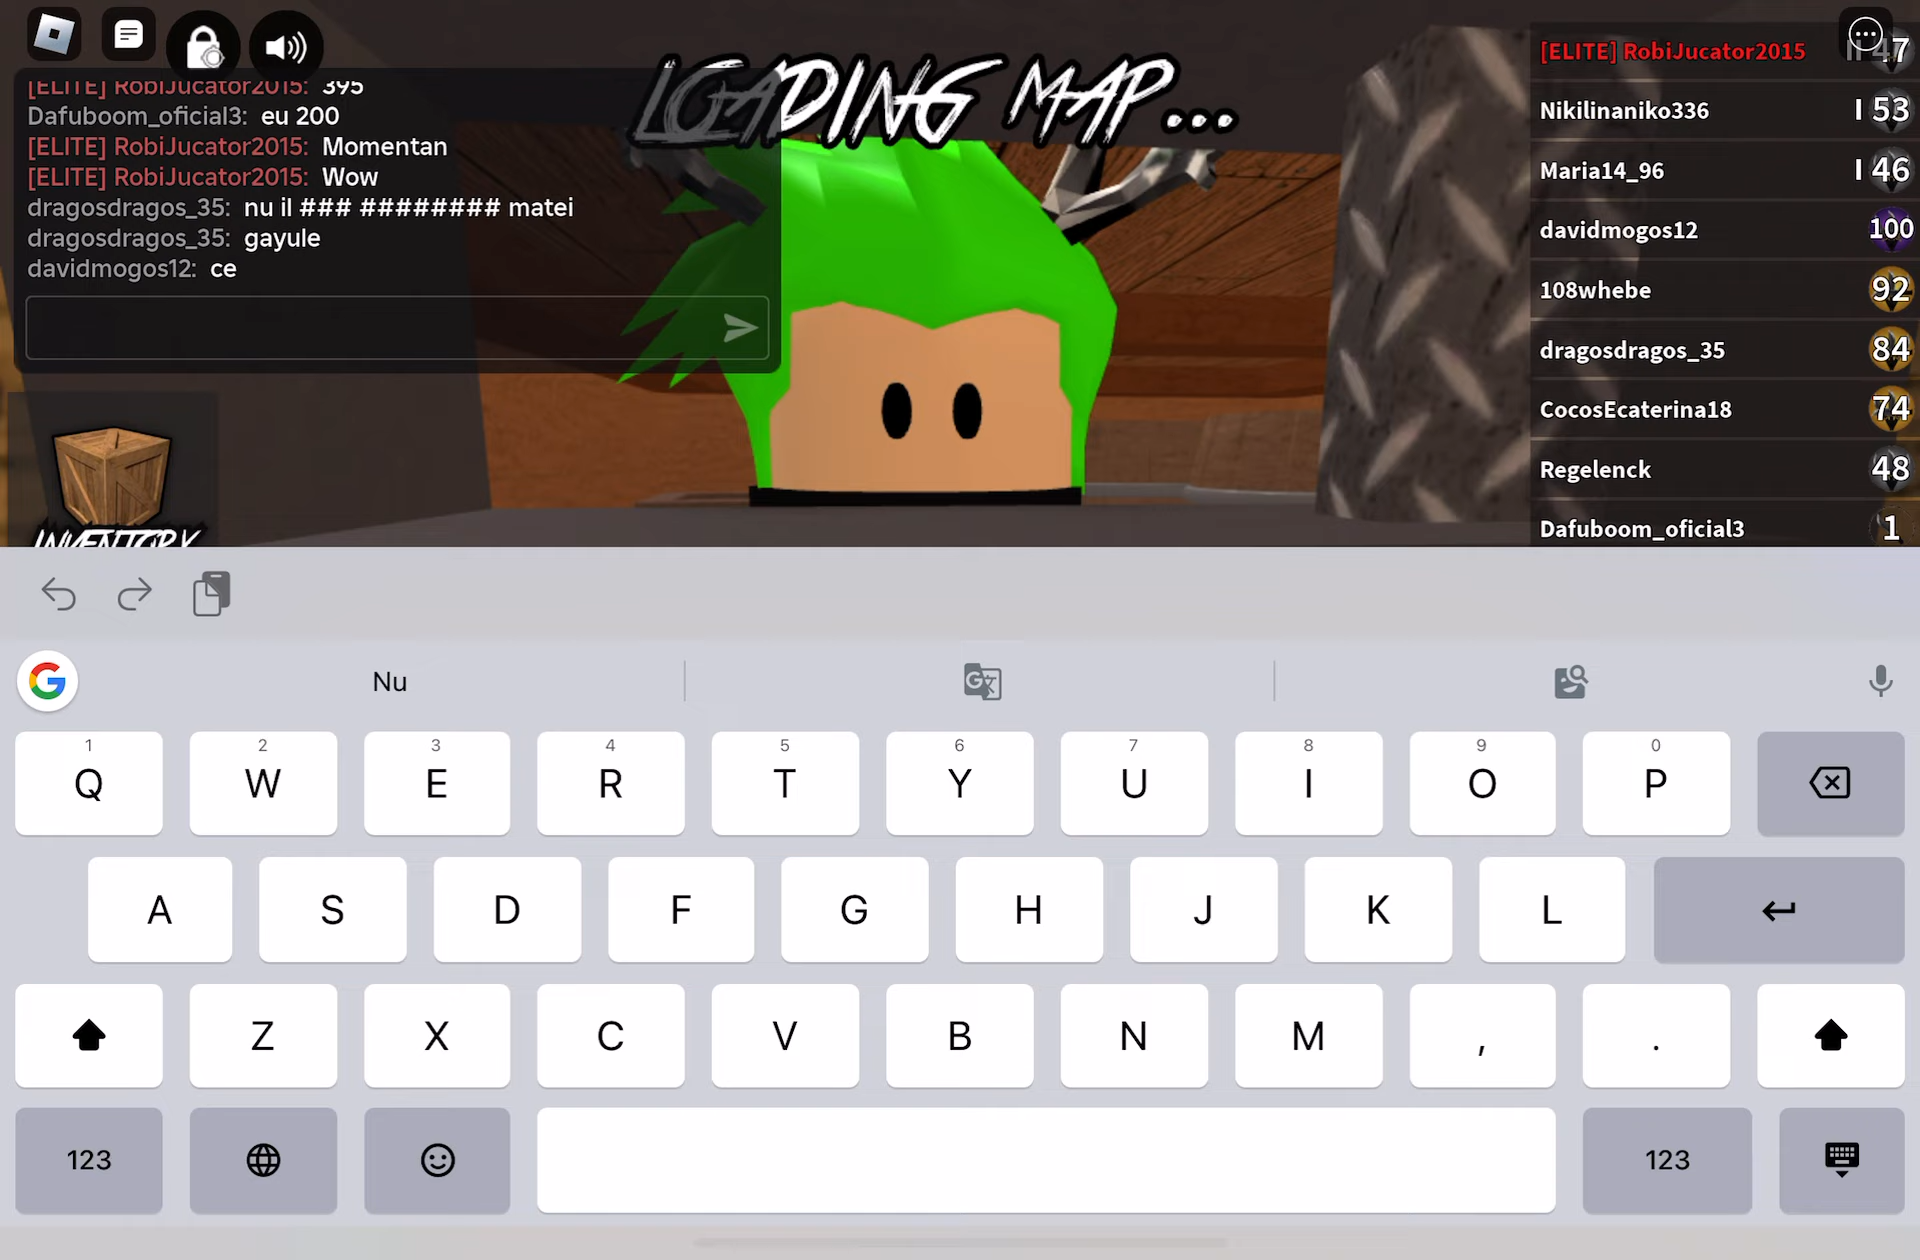 [ELITE] RobiJucator2015: 395
Dafuboom_oficial3: eu 200
[ELITE] RobiJucator2015: Momentan
[ELITE] RobiJucator2015: Wow
dragosdragos_35: nu il ### ######## matei
dragosdragos_35: gayule
davidmogos12: ce
LOADING MAP...
INVENTORY
[ELITE] RobiJucator2015 II 47
Nikilinaniko336 I 53
Maria14_96 I 46
davidmogos12 100
108whebe 92
dragosdragos_35 84
CocosEcaterina18 74
Regelenck 48
Dafuboom_oficial3 1
G Nu G
1 2 3 4 5 6 7 8 9 0
Q W E R T Y U I O P
A S D F G H J K L
Z X C V B N M , .
123 123